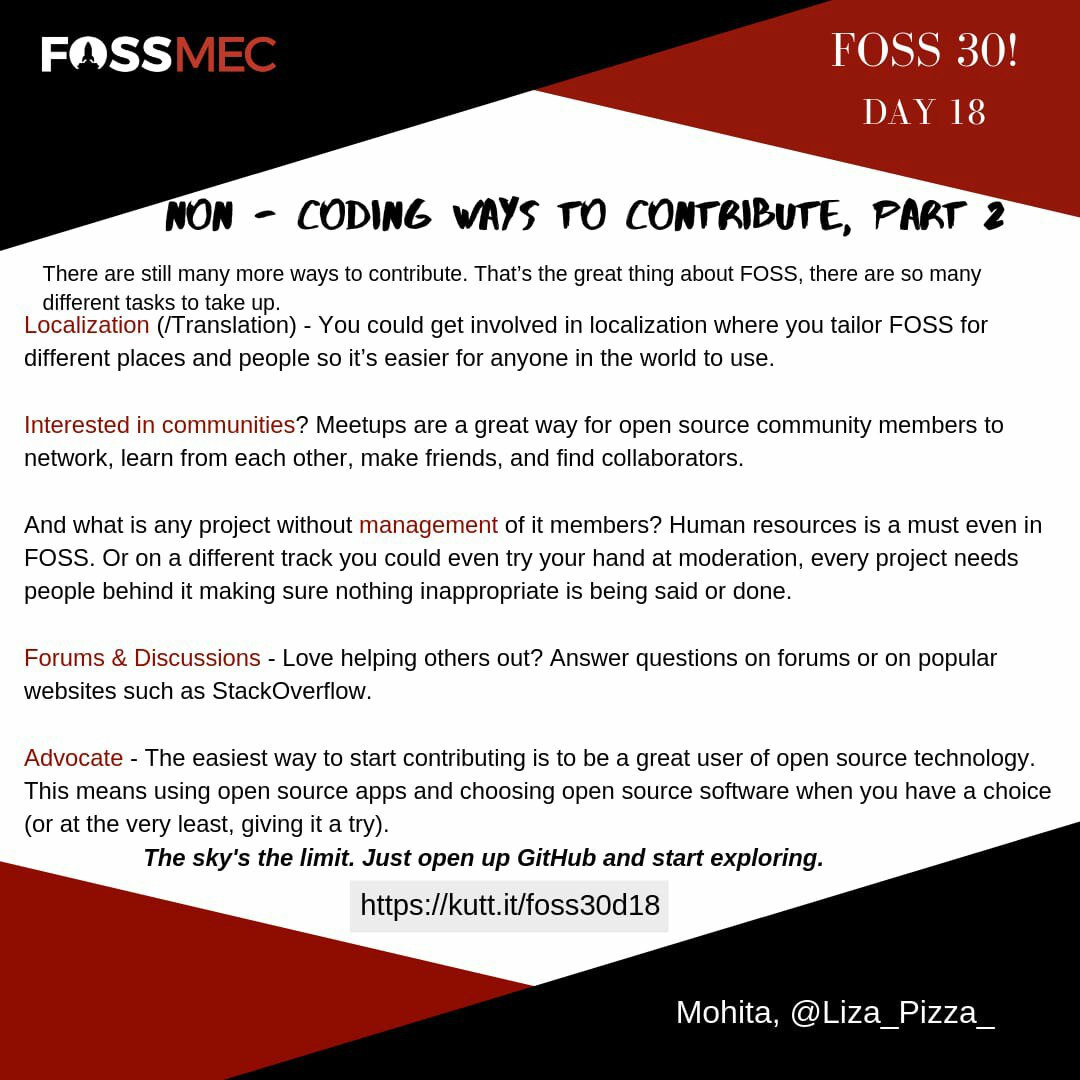 FOSSMEC
FOSS 30!
DAY 18
NON - CODING WAYS TO CONTRIBUTE, PART 2
There are still many more ways to contribute. That’s the great thing about FOSS, there are so many
different tasks to take up.
Localization (/Translation) - You could get involved in localization where you tailor FOSS for
different places and people so it’s easier for anyone in the world to use.
Interested in communities? Meetups are a great way for open source community members to
network, learn from each other, make friends, and find collaborators.
And what is any project without management of it members? Human resources is a must even in
FOSS. Or on a different track you could even try your hand at moderation, every project needs
people behind it making sure nothing inappropriate is being said or done.
Forums & Discussions - Love helping others out? Answer questions on forums or on popular
websites such as StackOverflow.
Advocate - The easiest way to start contributing is to be a great user of open source technology.
This means using open source apps and choosing open source software when you have a choice
(or at the very least, giving it a try).
The sky's the limit. Just open up GitHub and start exploring.
https://kutt.it/foss30d18
Mohita, @Liza_Pizza_